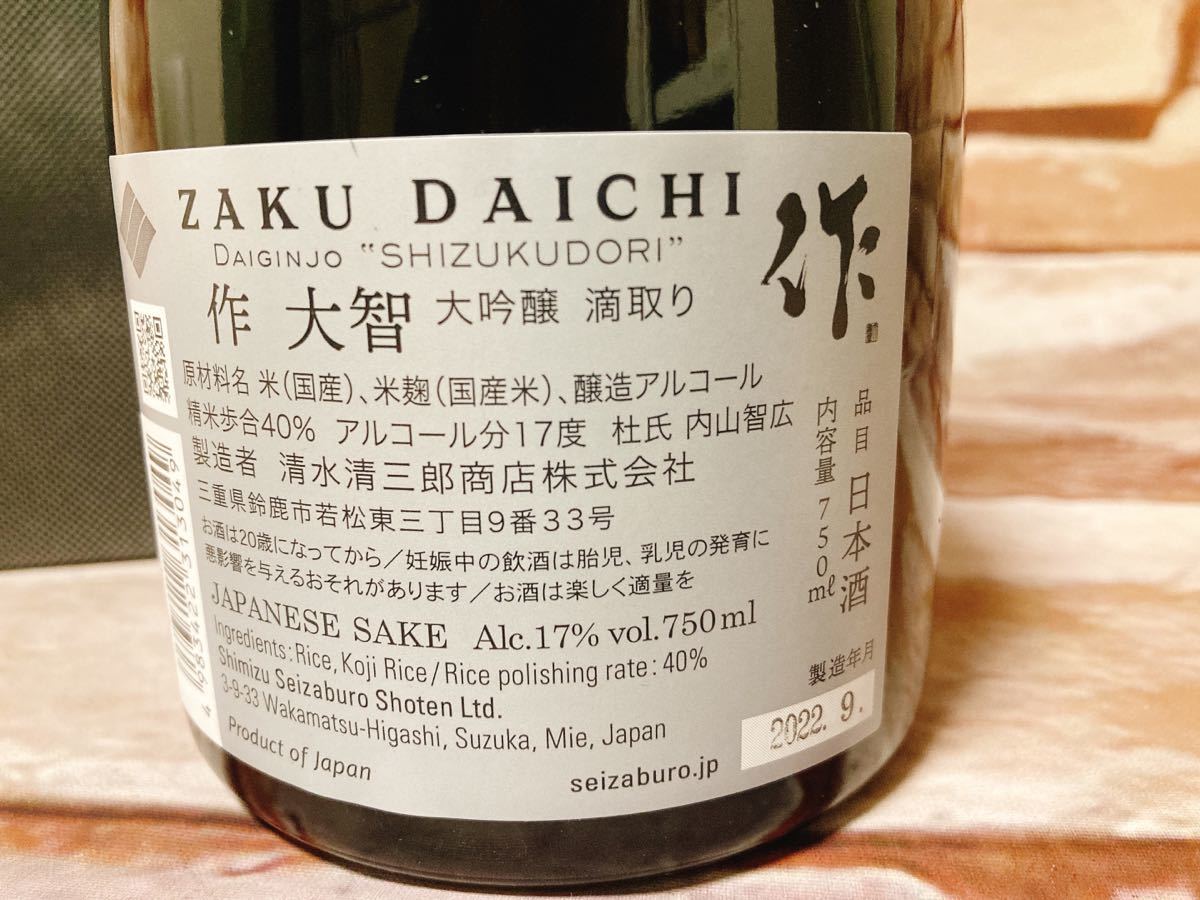 ZAKU DAICHI
DAIGINJO "SHIZUKUDORI"
作 大智 大吟醸 滴取り
作
原材料名 米(国産)、米麹(国産米)、醸造アルコール
精米歩合40% アルコール分17度 杜氏 内山智広
製造者 清水清三郎商店株式会社
三重県鈴鹿市若松東三丁目9番33号
お酒は20歳になってから/妊娠中の飲酒は胎児、乳児の発育に
悪影響を与えるおそれがあります/お酒は楽しく適量を
JAPANESE SAKE Alc.17% vol.750ml
Ingredients: Rice, Koji Rice/Rice polishing rate: 40%
Shimizu Seizaburo Shoten Ltd.
3-9-33 Wakamatsu-Higashi, Suzuka, Mie, Japan
Product of Japan
seizaburo.jp
品目 日本酒
内容量 750mℓ
製造年月
2022. 9.
4 683422 313049